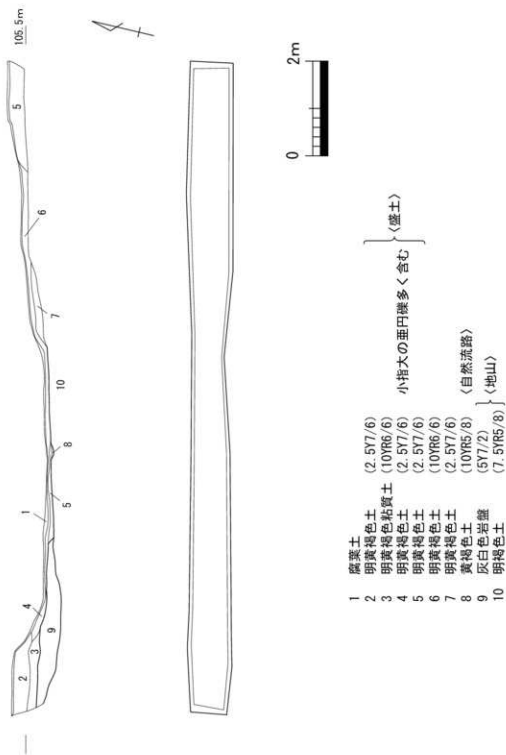 105.5m
1
2
3
4
5
6
7
8
9
10
5
0 2m
1 腐葉土
2 明黄褐色土 (2.5Y7/6)
3 明黄褐色粘質土 (10YR6/6)
4 明黄褐色土 (2.5Y7/6) 小指大の亜円礫多く含む 〈盛土〉
5 明黄褐色土 (2.5Y7/6)
6 明黄褐色土 (10YR6/6)
7 明黄褐色土 (2.5Y7/6)
8 黄褐色土 (10YR5/8) 〈自然流路〉
9 灰白色岩盤 (5Y7/2) 〈地山〉
10 明褐色土 (7.5YR5/8)